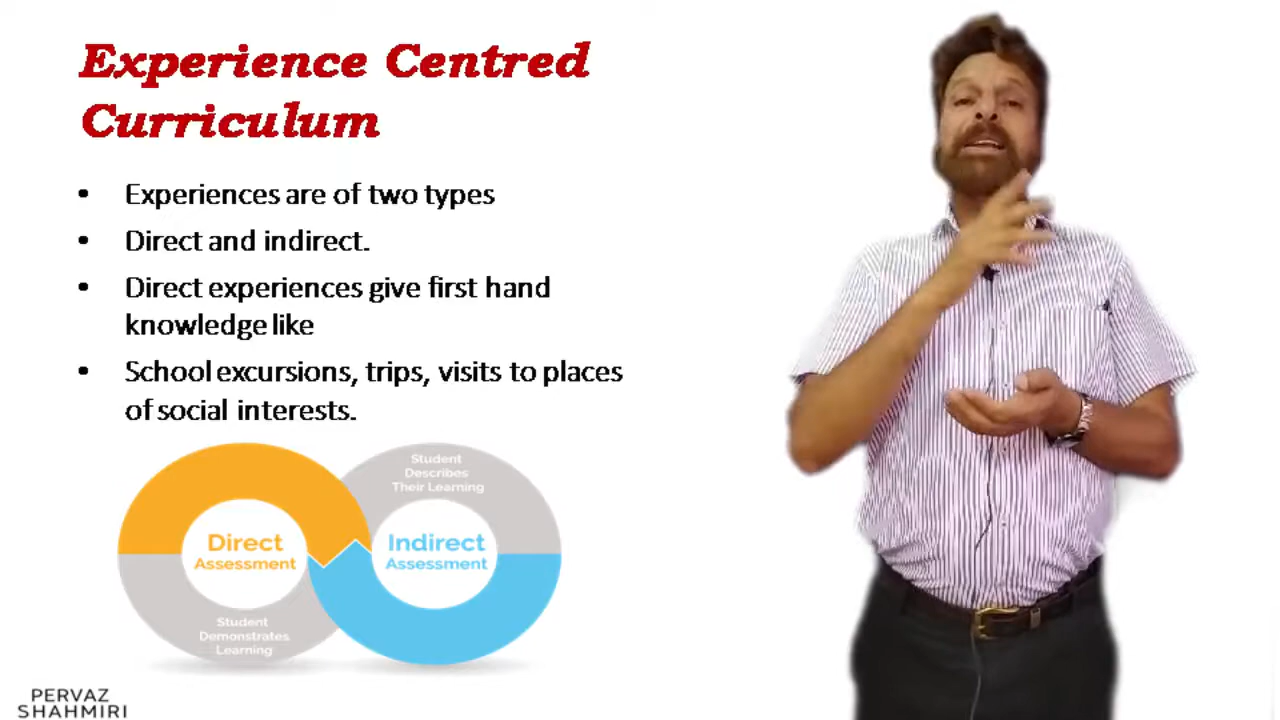 Experience Centred
Curriculum
• Experiences are of two types
• Direct and indirect.
• Direct experiences give first hand
knowledge like
• School excursions, trips, visits to places
of social interests.
Student
Describes
Their Learning
Direct
Assessment
Indirect
Assessment
Student
Demonstrates
Learning
PERVAZ
SHAHMIRI